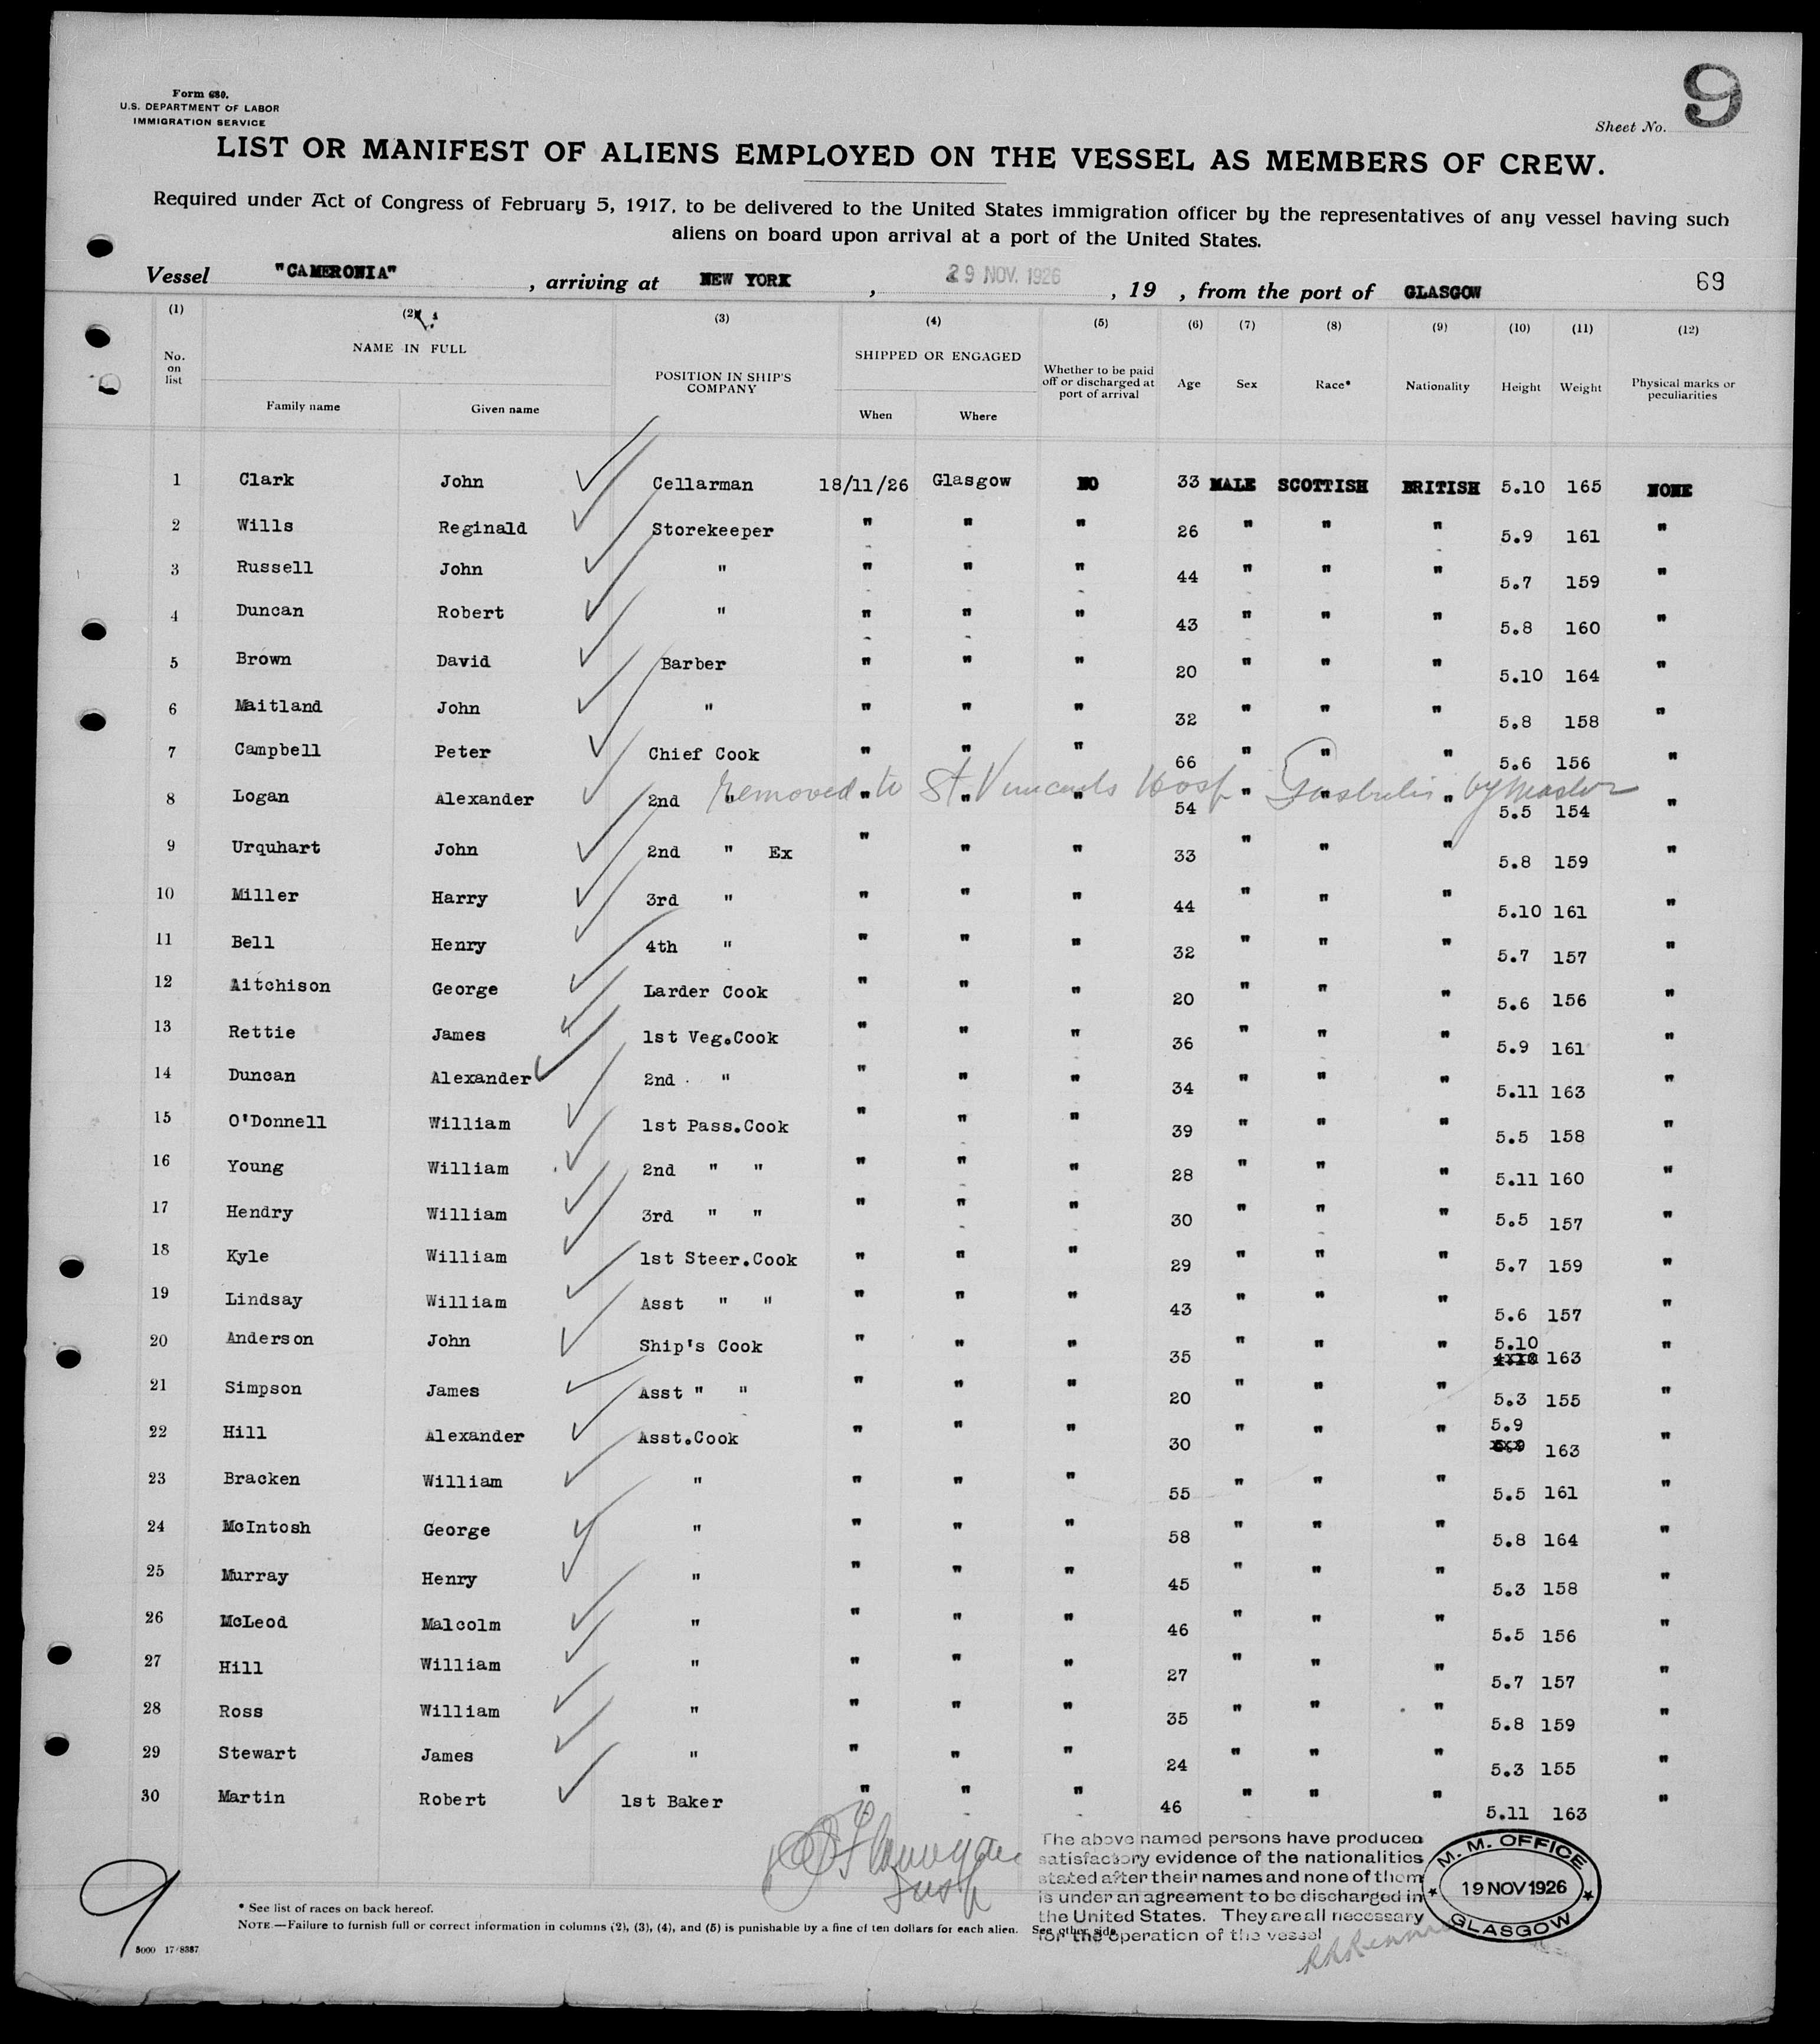 Form 680.
U.S. DEPARTMENT OF LABOR
IMMIGRATION SERVICE
Sheet No. 9
LIST OR MANIFEST OF ALIENS EMPLOYED ON THE VESSEL AS MEMBERS OF CREW.
Required under Act of Congress of February 5, 1917, to be delivered to the United States immigration officer by the representatives of any vessel having such
aliens on board upon arrival at a port of the United States.
Vessel "CAMERONIA", arriving at NEW YORK, 29 NOV. 1926, 19 , from the port of GLASGOW 69
(1) (2) (3) (4) (5) (6) (7) (8) (9) (10) (11) (12)
No. on list NAME IN FULL Family name Given name POSITION IN SHIP'S COMPANY SHIPPED OR ENGAGED When Where Whether to be paid off or discharged at port of arrival Age Sex Race* Nationality Height Weight Physical marks or peculiarities
1 Clark John Cellarman 18/11/26 Glasgow NO 33 MALE SCOTTISH BRITISH 5.10 165 NONE
2 Wills Reginald Storekeeper " " " 26 " " " 5.9 161 "
3 Russell John " " " " 44 " " " 5.7 159 "
4 Duncan Robert " " " " 43 " " " 5.8 160 "
5 Brown David Barber " " " 20 " " " 5.10 164 "
6 Maitland John " " " " 32 " " " 5.8 158 "
7 Campbell Peter Chief Cook " " " 66 " " " 5.6 156 "
removed to St. Vincents Hosp Gastritis by master
8 Logan Alexander 2nd " " " " 54 " " " 5.5 154 "
9 Urquhart John 2nd " Ex " " " 33 " " " 5.8 159 "
10 Miller Harry 3rd " " " " 44 " " " 5.10 161 "
11 Bell Henry 4th " " " " 32 " " " 5.7 157 "
12 Aitchison George Larder Cook " " " 20 " " " 5.6 156 "
13 Rettie James 1st Veg.Cook " " " 36 " " " 5.9 161 "
14 Duncan Alexander 2nd " " " " 34 " " " 5.11 163 "
15 O'Donnell William 1st Pass.Cook " " " 39 " " " 5.5 158 "
16 Young William 2nd " " " " " 28 " " " 5.11 160 "
17 Hendry William 3rd " " " " " 30 " " " 5.5 157 "
18 Kyle William 1st Steer.Cook " " " 29 " " " 5.7 159 "
19 Lindsay William Asst " " " " " 43 " " " 5.6 157 "
20 Anderson John Ship's Cook " " " 35 " " " 5.10 163 "
21 Simpson James Asst " " " " " 20 " " " 5.3 155 "
22 Hill Alexander Asst.Cook " " " 30 " " " 5.9 163 "
23 Bracken William " " " " 55 " " " 5.5 161 "
24 McIntosh George " " " " 58 " " " 5.8 164 "
25 Murray Henry " " " " 45 " " " 5.3 158 "
26 McLeod Malcolm " " " " 46 " " " 5.5 156 "
27 Hill William " " " " 27 " " " 5.7 157 "
28 Ross William " " " " 35 " " " 5.8 159 "
29 Stewart James " " " " 24 " " " 5.3 155 "
30 Martin Robert 1st Baker " " " 46 " " " 5.11 163 "
The above named persons have produced
satisfactory evidence of the nationalities
stated after their names and none of them
is under an agreement to be discharged in
the United States. They are all necessary
for the operation of the vessel
M. M. OFFICE
19 NOV 1926
GLASGOW
9
* See list of races on back hereof.
NOTE.—Failure to furnish full or correct information in columns (2), (3), (4), and (5) is punishable by a fine of ten dollars for each alien. See other side.
5000 17/8387